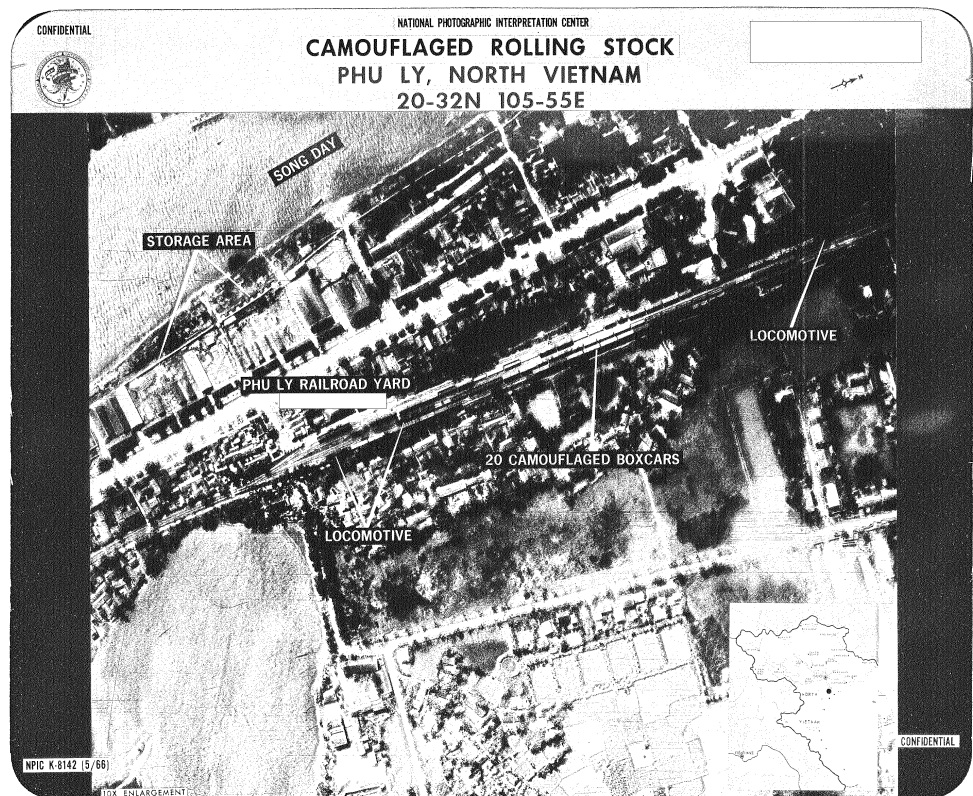 CONFIDENTIAL
NATIONAL PHOTOGRAPHIC INTERPRETATION CENTER
CAMOUFLAGED ROLLING STOCK
PHU LY, NORTH VIETNAM
20-32N 105-55E
N
SONG DAY
STORAGE AREA
LOCOMOTIVE
PHU LY RAILROAD YARD
20 CAMOUFLAGED BOXCARS
LOCOMOTIVE
NORTH
VIETNAM
CONFIDENTIAL
NPIC K-8142 (5/66)
10X ENLARGEMENT